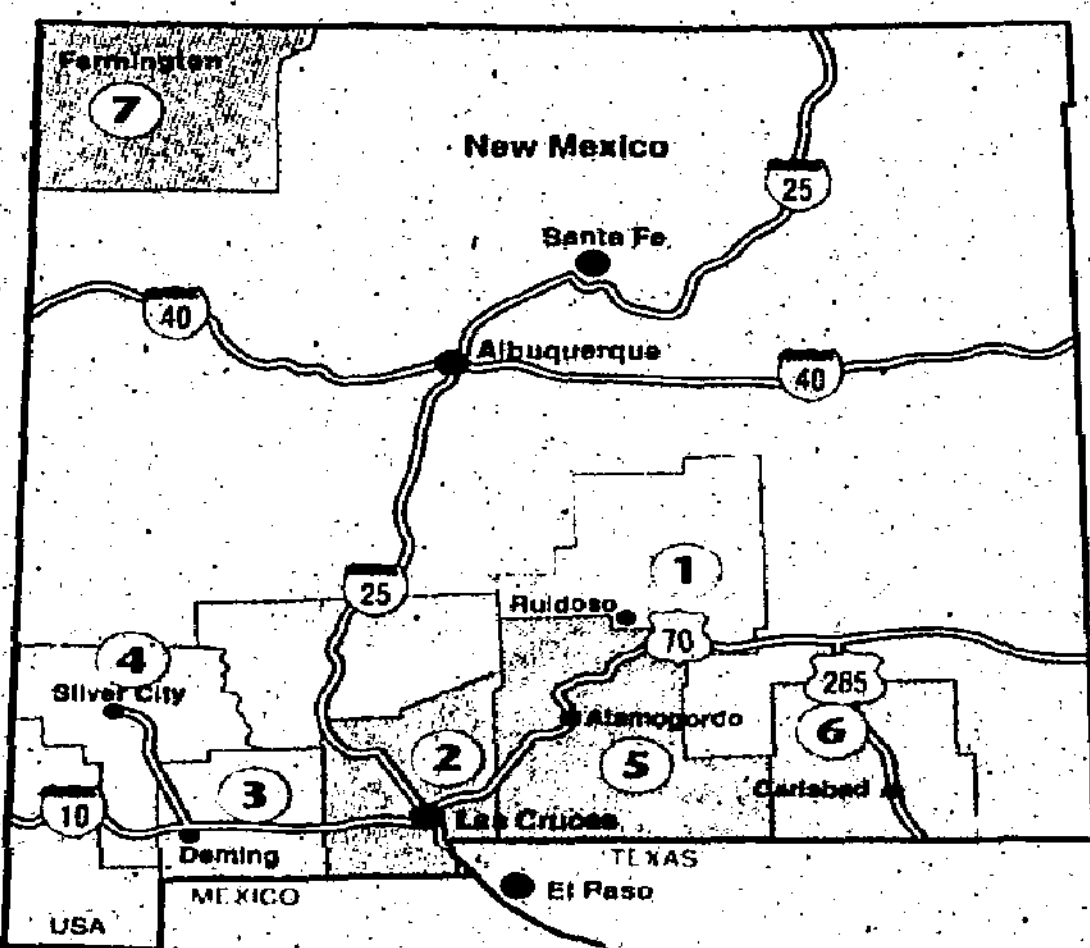 Farmington
7
New Mexico
25
Santa Fe
40
Albuquerque
40
1
25
Ruidoso
70
4
285
Silver City
Alamogordo
6
2
5
3
Carlsbad
10
Las Cruces
Deming
TEXAS
MEXICO
El Paso
USA